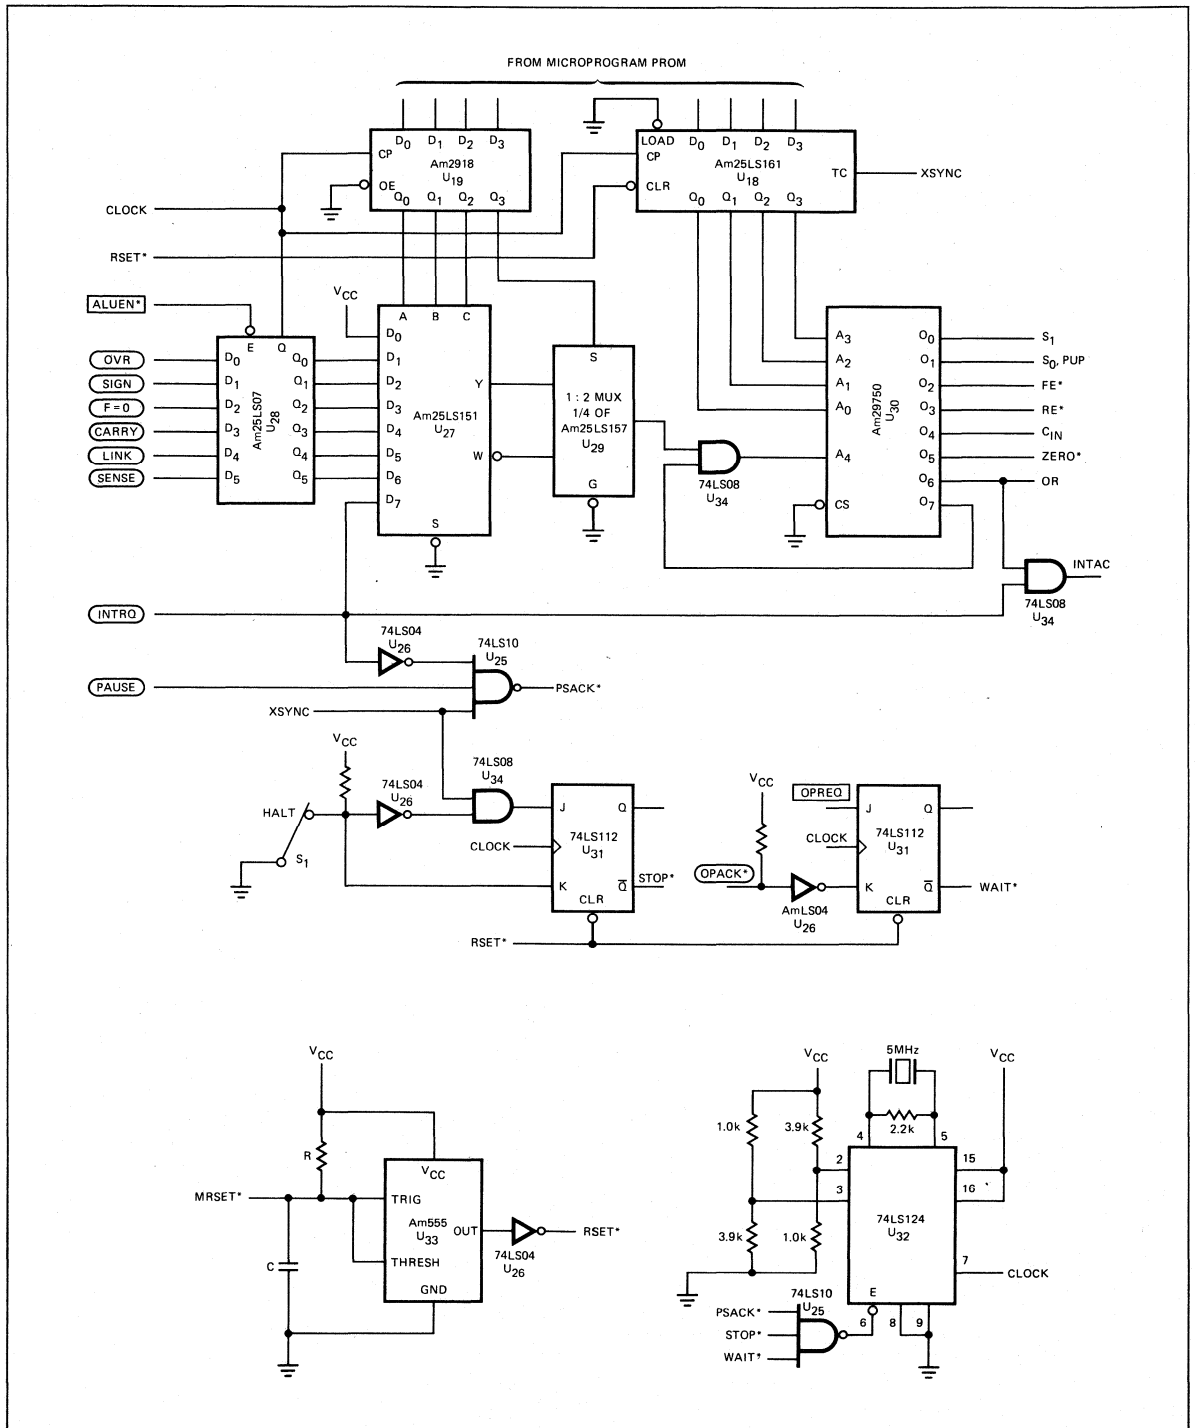 FROM MICROPROGRAM PROM
D0 D1 D2 D3
CP
Am2918
U19
OE
Q0 Q1 Q2 Q3
LOAD D0 D1 D2 D3
CP
Am25LS161
U18
TC
XSYNC
CLR
Q0 Q1 Q2 Q3
CLOCK
RSET*
ALUEN*
VCC
A B C
E Q
OVR
SIGN
F = 0
CARRY
LINK
SENSE
D0 Q0
D1 Q1
D2 Q2
D3 Q3
D4 Q4
D5 Q5
Am25LS07
U28
D0
D1
D2
D3
D4
D5
D6
D7
Y
Am25LS151
U27
W
S
S
1 : 2 MUX
1/4 OF
Am25LS157
U29
G
74LS08
U34
A3
A2
A1
A0
A4
CS
Am29750
U30
O0
O1
O2
O3
O4
O5
O6
O7
S1
S0, PUP
FE*
RE*
CIN
ZERO*
OR
INTAC
74LS08
U34
INTRQ
74LS04
U26
74LS10
U25
PAUSE
PSACK*
XSYNC
VCC
74LS04
U26
74LS08
U34
HALT
S1
J Q
74LS112
U31
CLOCK
K Q
CLR
STOP*
RSET*
VCC
OPREQ
J Q
74LS112
U31
CLOCK
OPACK*
K Q
CLR
WAIT*
AmLS04
U26
VCC
R
VCC
MRSET*
TRIG
Am555
U33
OUT
THRESH
GND
C
74LS04
U26
RSET*
VCC
5MHz
VCC
1.0k
3.9k
2.2k
4 5
2
3
15
16
74LS124
U32
3.9k
1.0k
7
CLOCK
74LS10
U25
E
PSACK*
STOP*
WAIT*
6 8 9